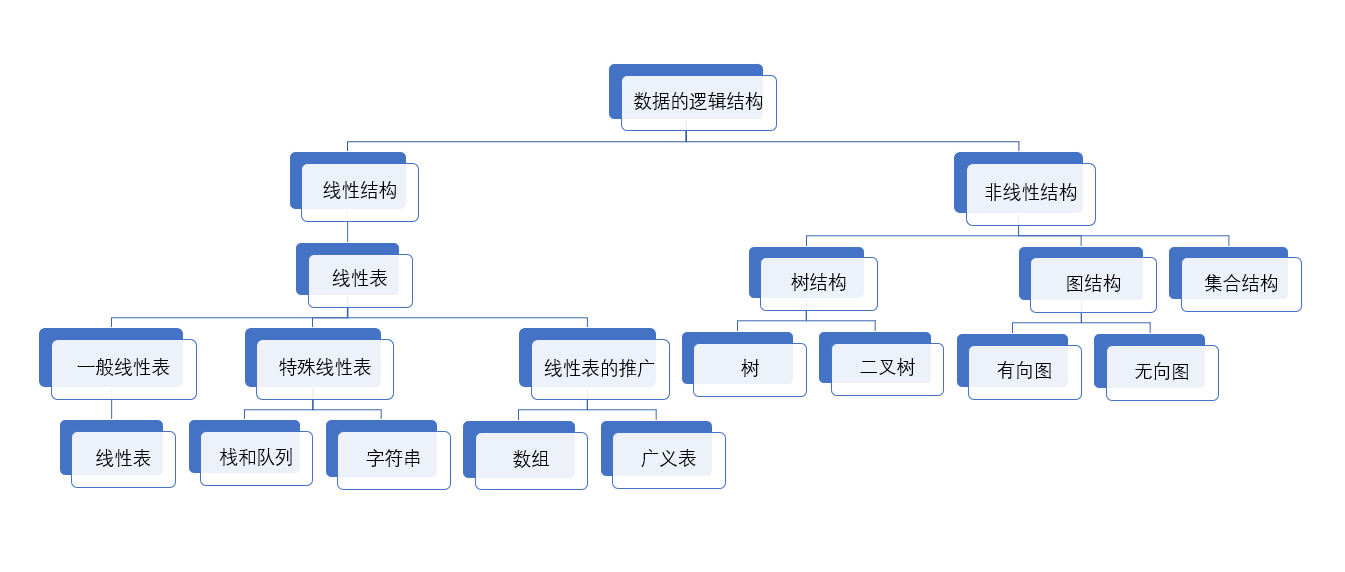 数据的逻辑结构
线性结构
非线性结构
线性表
树结构
图结构
集合结构
一般线性表
特殊线性表
线性表的推广
树
二叉树
有向图
无向图
线性表
栈和队列
字符串
数组
广义表